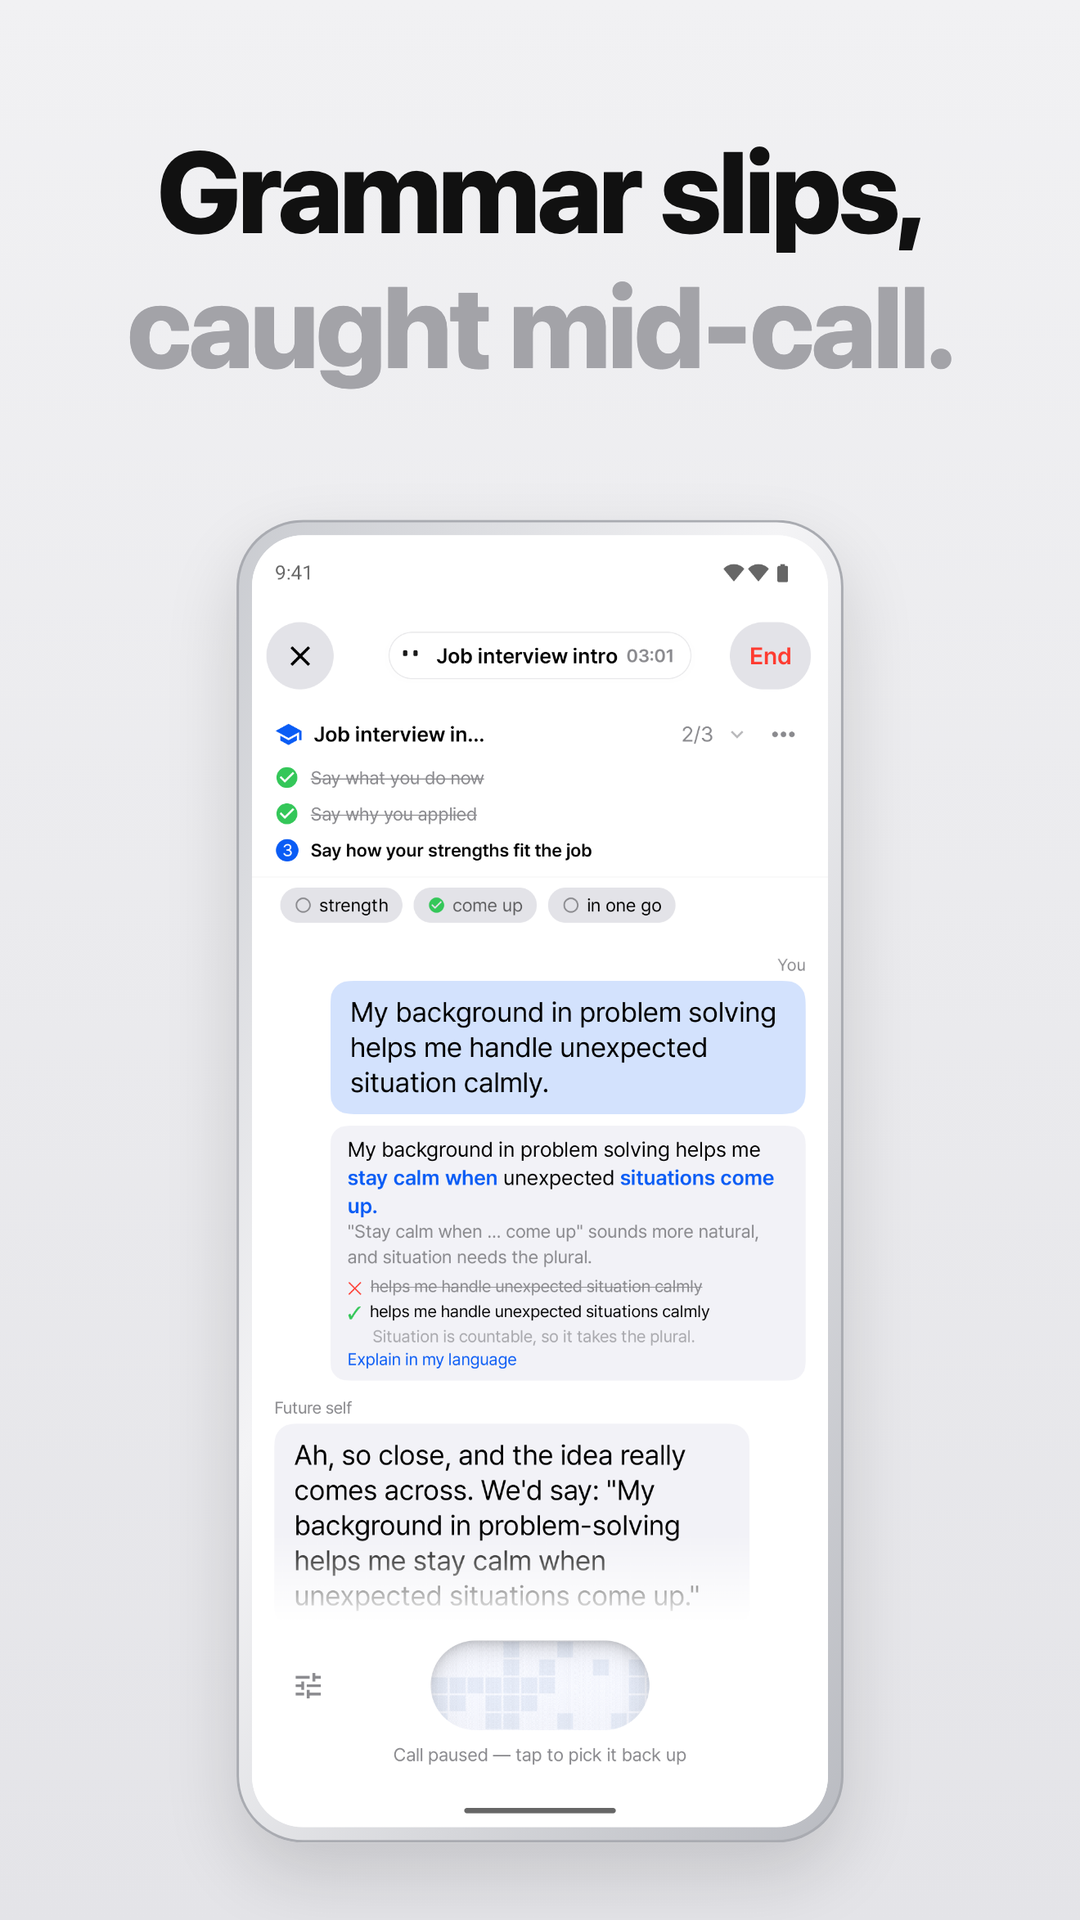 Grammar slips,
caught mid-call.
9:41
Job interview intro 03:01
End
Job interview in...
2/3
Say what you do now
Say why you applied
3 Say how your strengths fit the job
strength
come up
in one go
You
My background in problem solving
helps me handle unexpected
situation calmly.
My background in problem solving helps me
stay calm when unexpected situations come
up.
"Stay calm when ... come up" sounds more natural,
and situation needs the plural.
helps me handle unexpected situation calmly
helps me handle unexpected situations calmly
Situation is countable, so it takes the plural.
Explain in my language
Future self
Ah, so close, and the idea really
comes across. We'd say: "My
background in problem-solving
helps me stay calm when
unexpected situations come up."
Call paused — tap to pick it back up